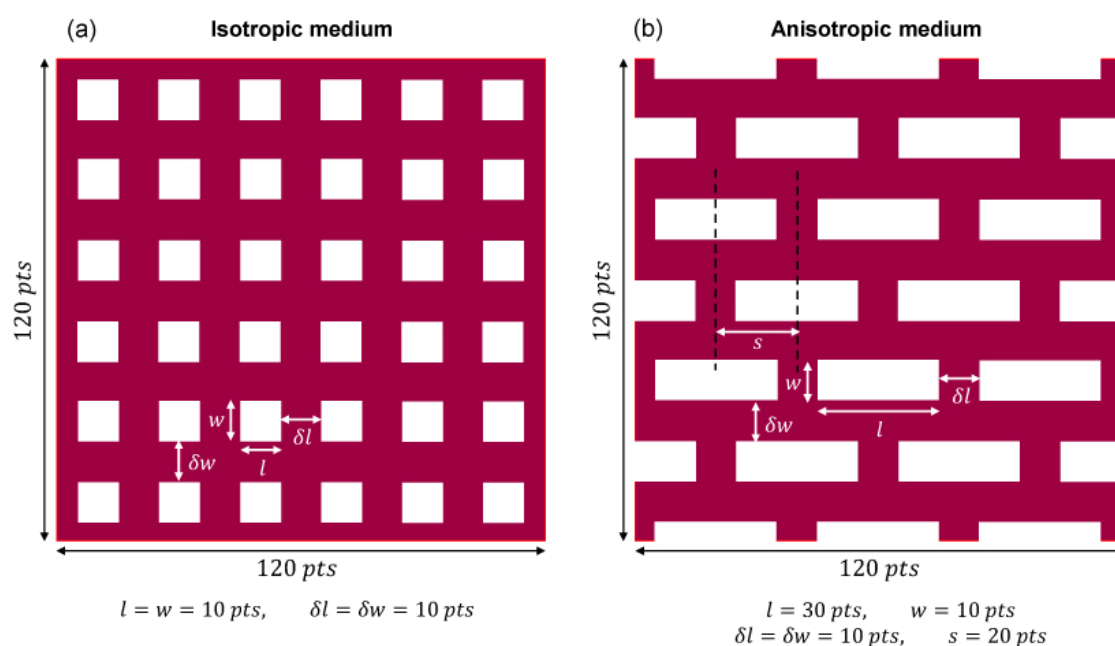 (a) Isotropic medium
(b) Anisotropic medium
120 pts
w
δl
δw
l
120 pts
l = w = 10 pts, δl = δw = 10 pts
120 pts
s
w
δl
δw
l
120 pts
l = 30 pts, w = 10 pts
δl = δw = 10 pts, s = 20 pts